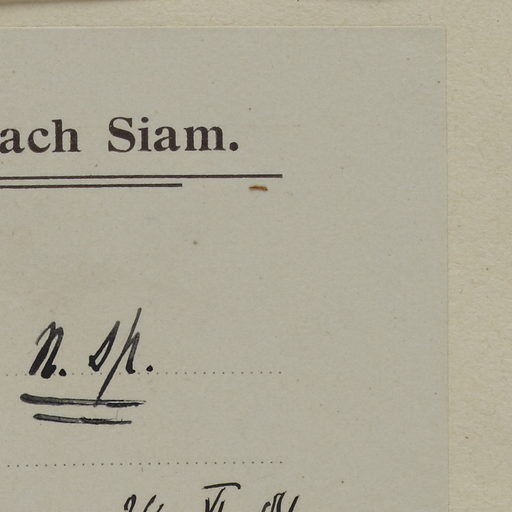 ach Siam.
n. sp.